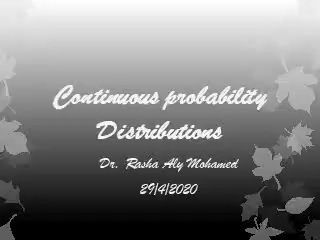 Continuous probability
Distributions
Dr. Rasha Aly Mohamed
29/4/2020